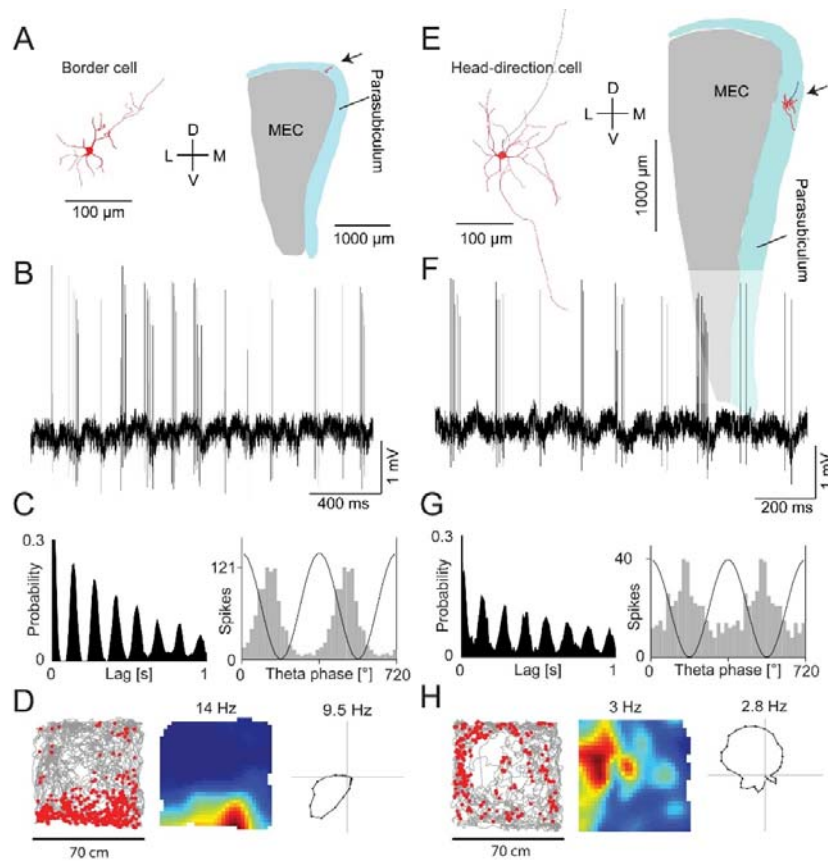 A
Border cell
D
L M
V
100 µm
MEC
Parasubiculum
1000 µm
B
1 mV
400 ms
C
0.3
Probability
0
0 Lag [s] 1
121
Spikes
0
0 Theta phase [°] 720
D
14 Hz
9.5 Hz
70 cm
E
Head-direction cell
D
L M
V
100 µm
1000 µm
MEC
Parasubiculum
F
1 mV
200 ms
G
0.3
Probability
0
0 Lag [s] 1
40
Spikes
0
0 Theta phase [°] 720
H
3 Hz
2.8 Hz
70 cm